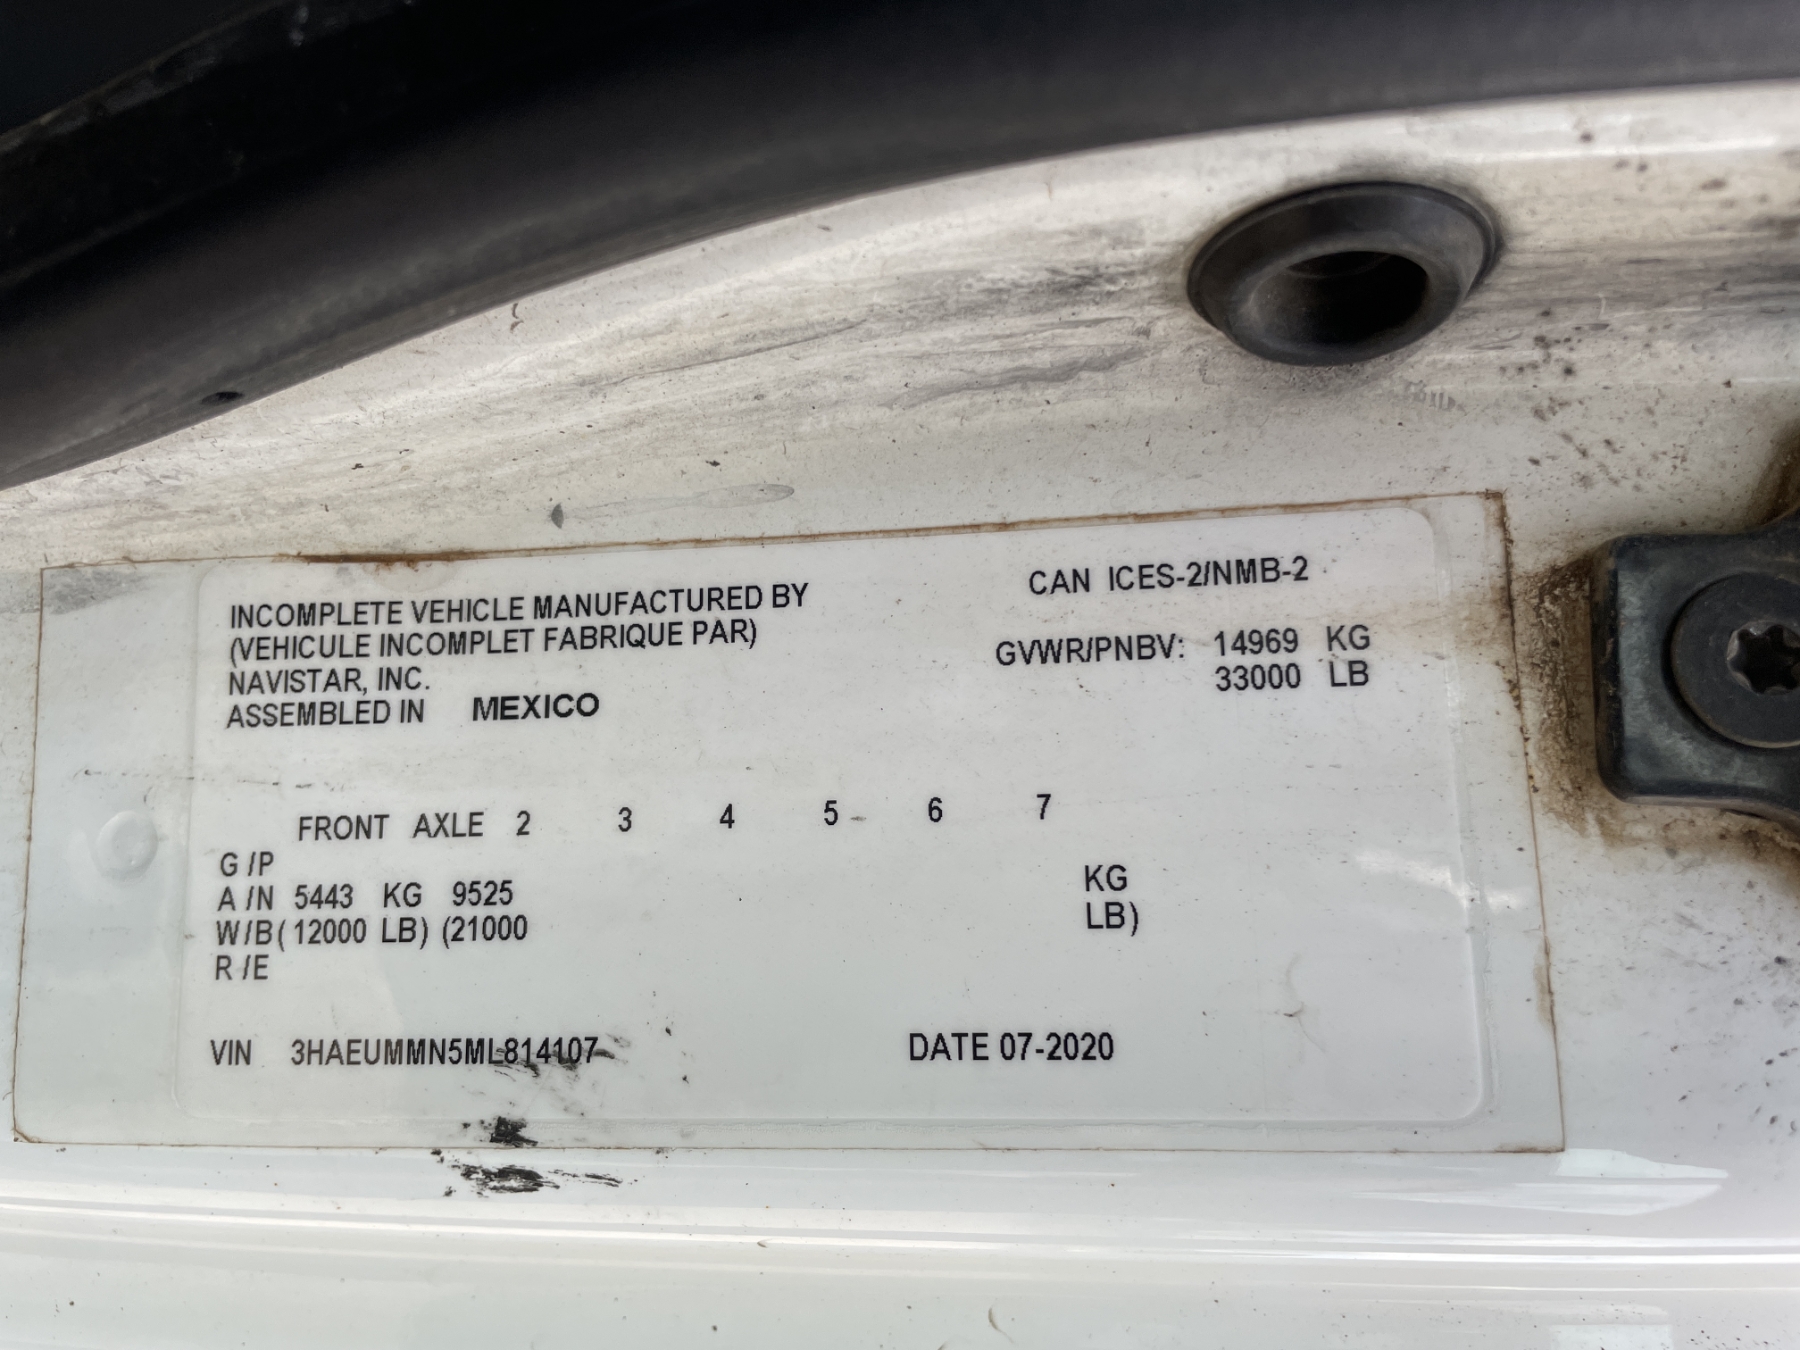 INCOMPLETE VEHICLE MANUFACTURED BY
(VEHICULE INCOMPLET FABRIQUE PAR)
NAVISTAR, INC.
ASSEMBLED IN MEXICO
CAN ICES-2/NMB-2
GVWR/PNBV: 14969 KG
33000 LB
FRONT AXLE 2 3 4 5 6 7
G/P
A/N 5443 KG 9525 KG
W/B (12000 LB) (21000 LB)
R/E
VIN 3HAEUMMN5ML814107
DATE 07-2020